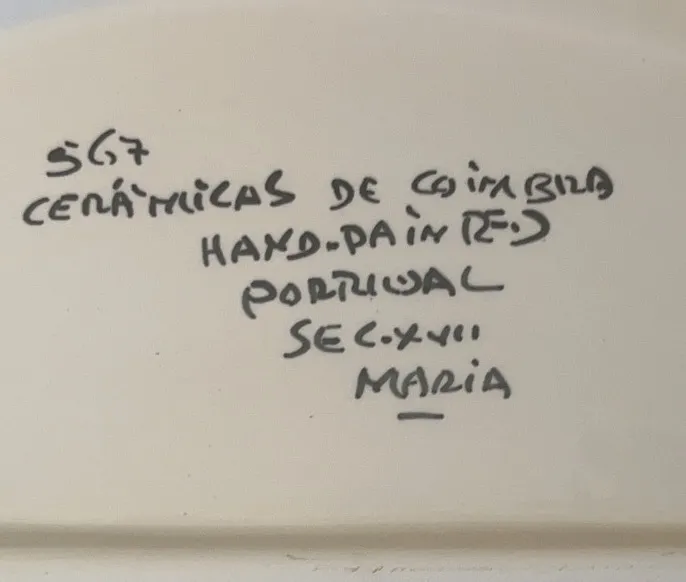 567
CERÂMICAS DE COIMBRA
HAND-PAINTED
PORTUGAL
SEC.XVII
MARIA